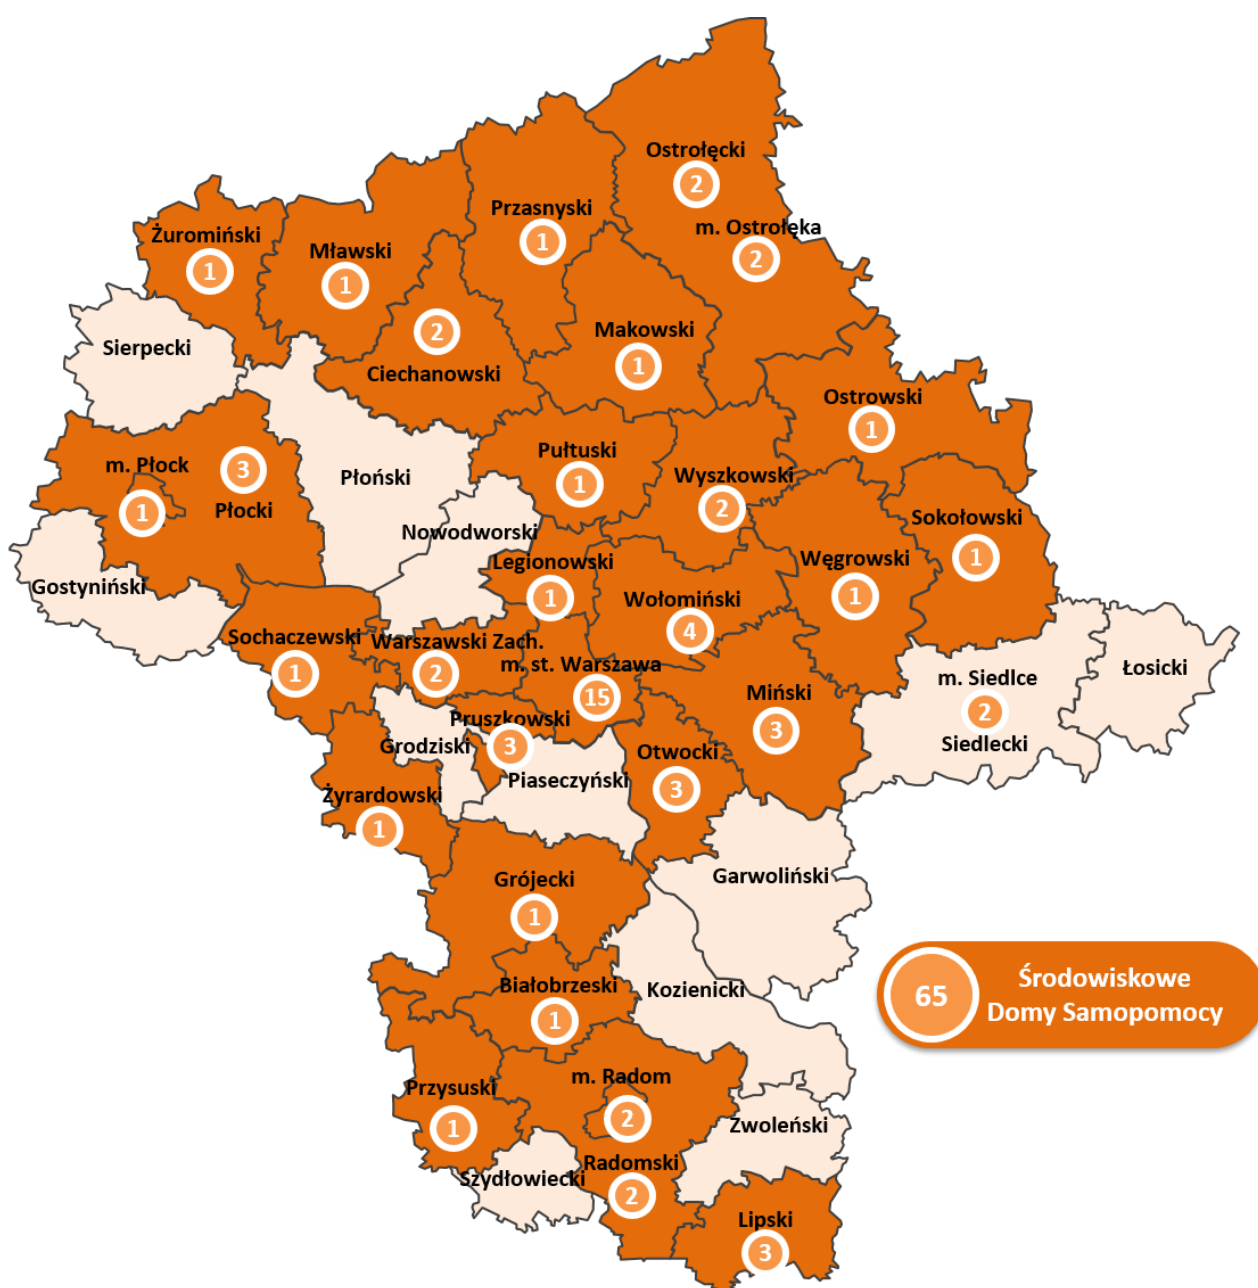 Ostrołęcki
2
Przasnyski
1
m. Ostrołęka
2
Żuromiński
1
Mławski
1
2
Ciechanowski
Makowski
1
Sierpecki
Ostrowski
1
m. Płock
1
3
Płocki
Płoński
Pułtuski
1
Wyszkowski
2
Sokołowski
1
Nowodworski
Legionowski
1
Węgrowski
1
Gostyniński
Wołomiński
4
Sochaczewski
1
Warszawski Zach.
2
m. st. Warszawa
15
Miński
3
m. Siedlce
2
Siedlecki
Łosicki
Pruszkowski
3
Grodziski
Piaseczyński
Otwocki
3
Żyrardowski
1
Grójecki
1
Garwoliński
Białobrzeski
1
Kozienicki
65
Środowiskowe
Domy Samopomocy
Przysuski
1
m. Radom
2
Zwoleński
Szydłowiecki
Radomski
2
Lipski
3